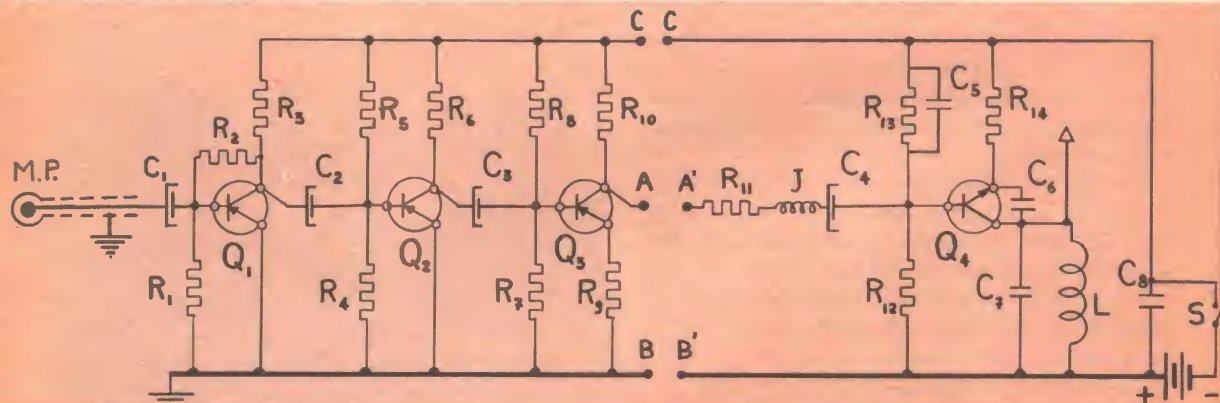 C C
R₃ R₅ R₆ R₈ R₁₀ R₁₃ C₅ R₁₄
R₂
M.P. C₁ C₂ C₃ A A' R₁₁ J C₄ C₆
Q₁ Q₂ Q₃ Q₄
R₁ R₄ R₇ R₉ R₁₂ C₇ L C₈ S
B B'
+ -